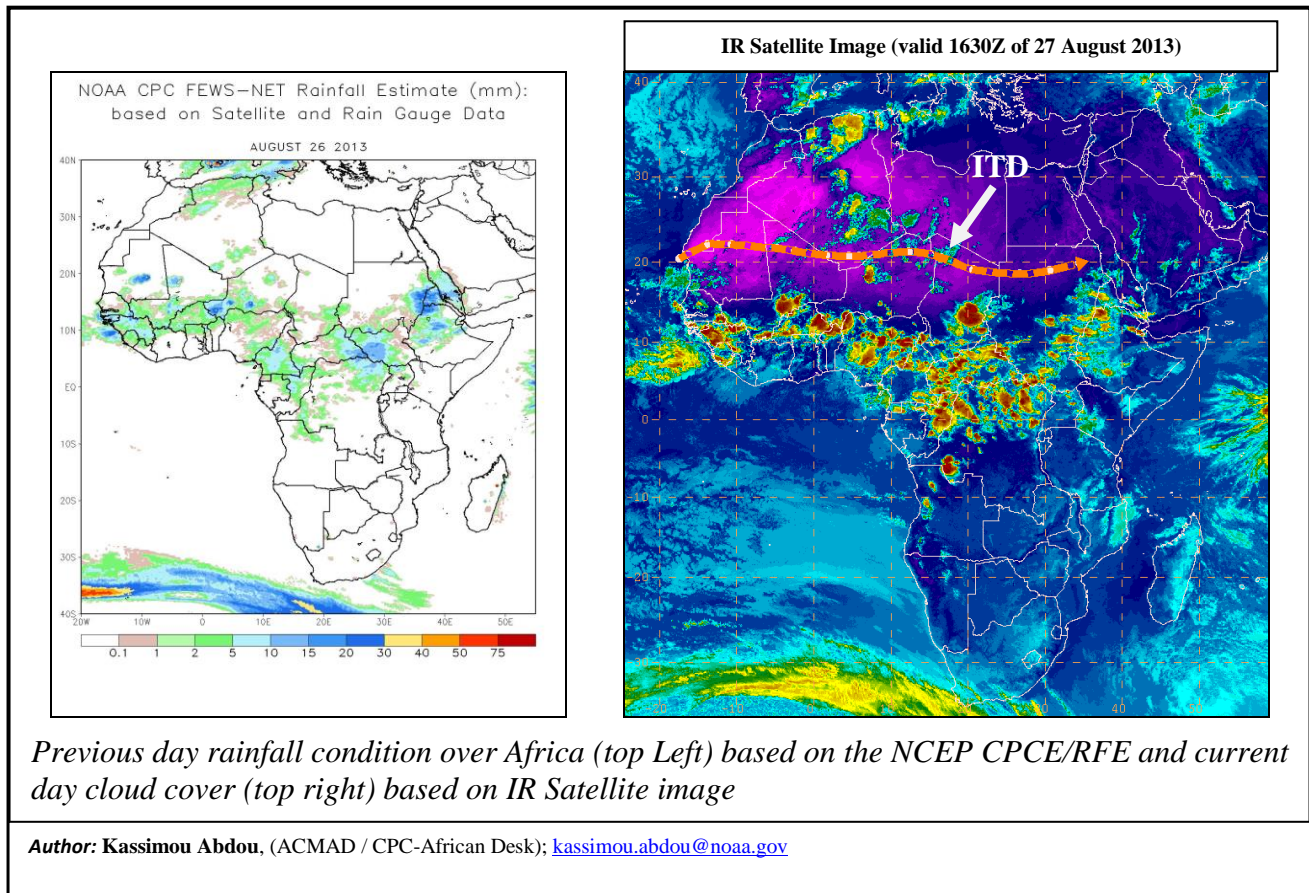 NOAA CPC FEWS-NET Rainfall Estimate (mm):
based on Satellite and Rain Gauge Data
AUGUST 26 2013
40N
30N
20N
10N
EQ
10S
20S
30S
40S
20W 10W 0 10E 20E 30E 40E 50E
0.1 1 2 5 10 15 20 30 40 50 75
IR Satellite Image (valid 1630Z of 27 August 2013)
40
30
ITD
20
10
0
-10
-20
-20 -10 0 40
Previous day rainfall condition over Africa (top Left) based on the NCEP CPCE/RFE and current
day cloud cover (top right) based on IR Satellite image
Author: Kassimou Abdou, (ACMAD / CPC-African Desk); kassimou.abdou@noaa.gov